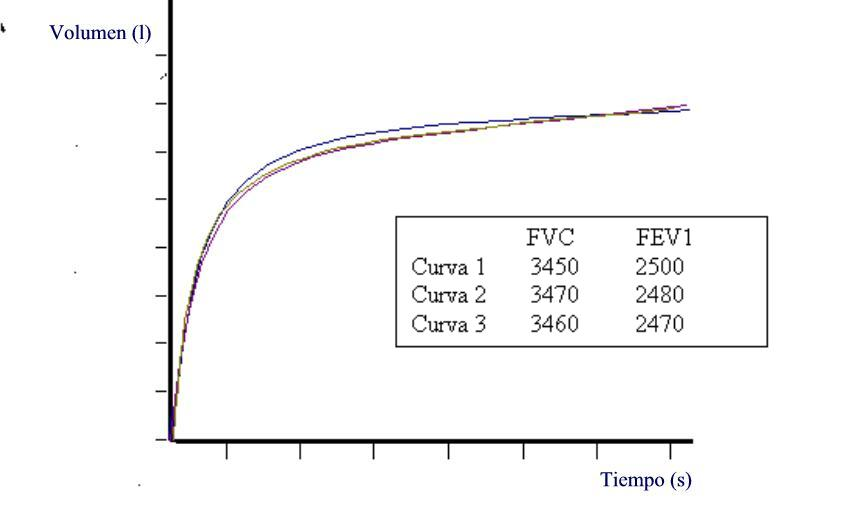 Volumen (l)
FVC FEV1
Curva 1 3450 2500
Curva 2 3470 2480
Curva 3 3460 2470
Tiempo (s)